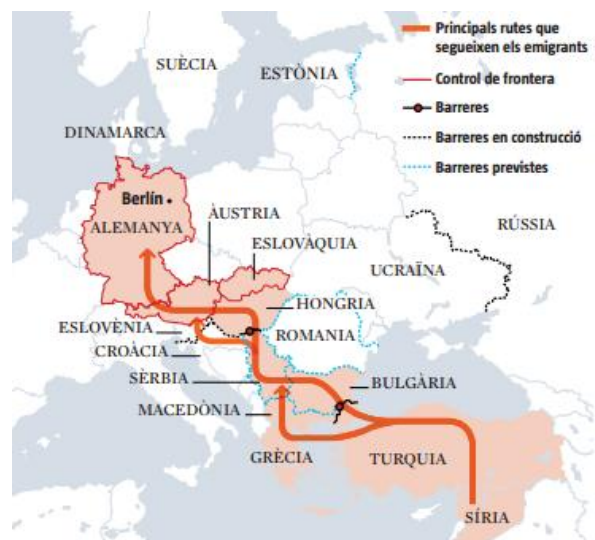 Principals rutes que
segueixen els emigrants
Control de frontera
Barreres
Barreres en construcció
Barreres previstes
SUÈCIA
ESTÒNIA
DINAMARCA
Berlín
ALEMANYA
ÀUSTRIA
ESLOVÀQUIA
RÚSSIA
UCRAÏNA
HONGRIA
ESLOVÈNIA
ROMANIA
CROÀCIA
SÈRBIA
BULGÀRIA
MACEDÒNIA
GRÈCIA
TURQUIA
SÍRIA